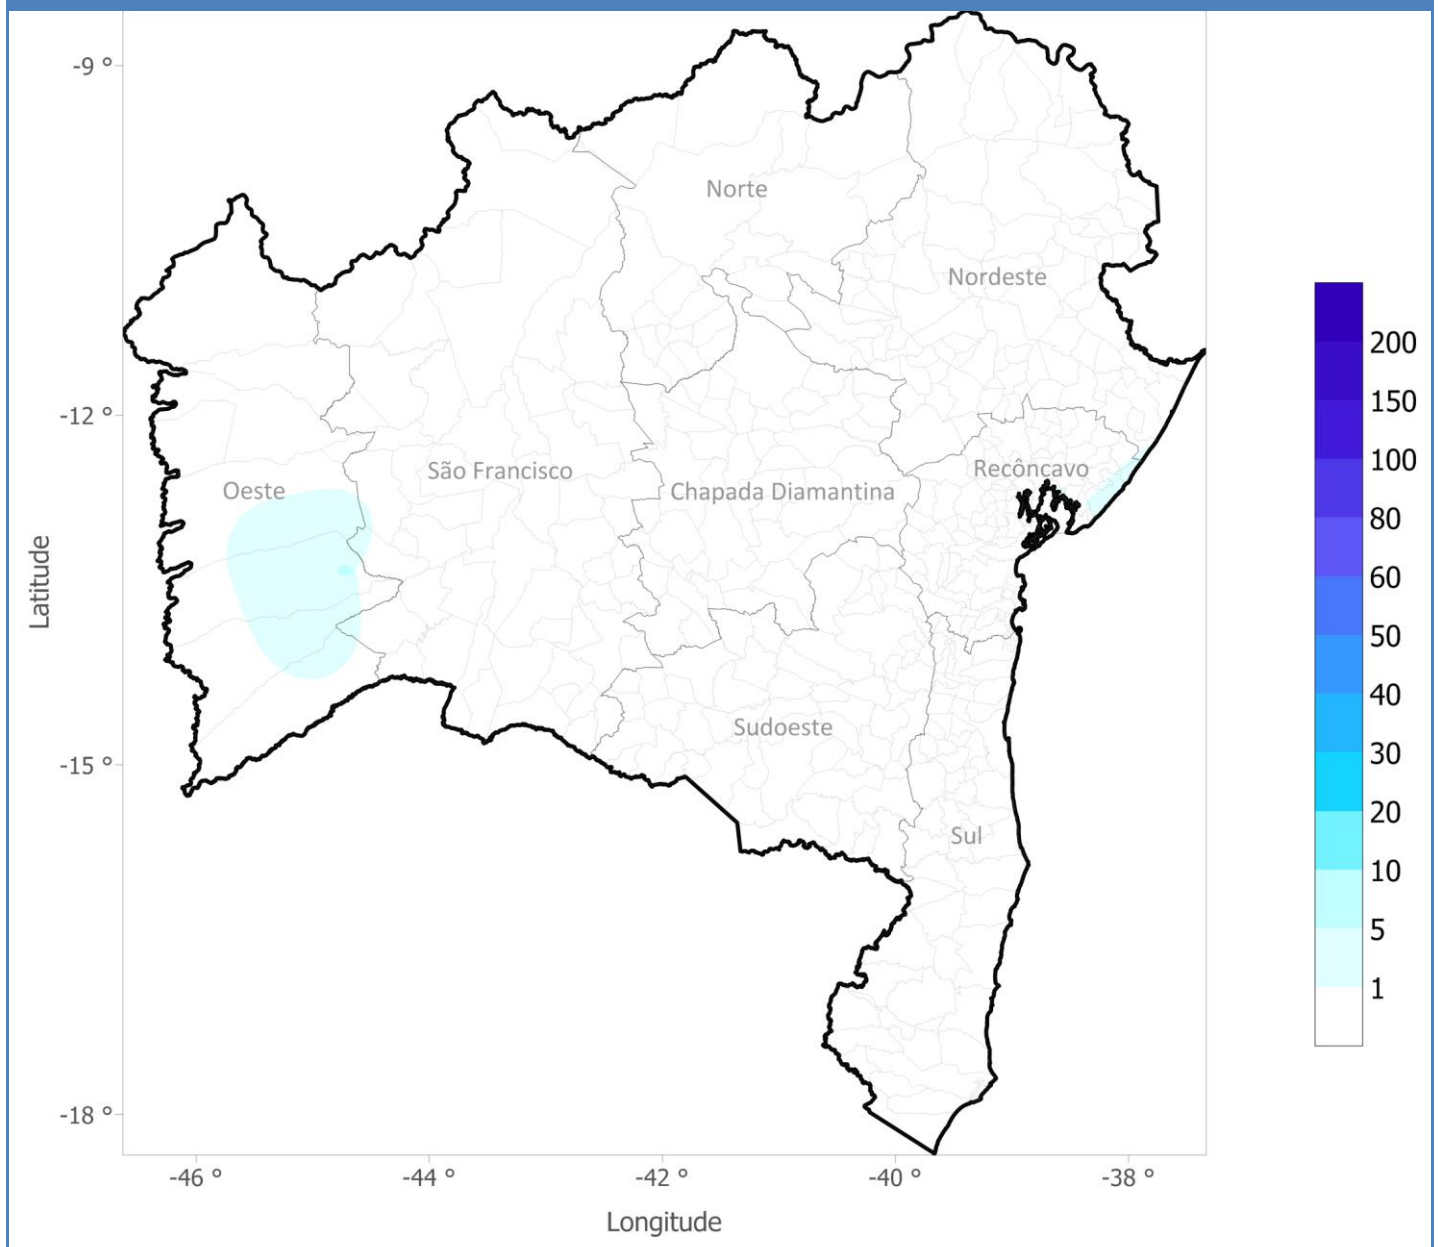 -9 °
Norte
Nordeste
200
150
-12 °
100
São Francisco
Recôncavo
Oeste
Chapada Diamantina
80
Latitude
60
50
40
Sudoeste
30
-15 °
20
Sul
10
5
1
-18 °
-46 °
-44 °
-42 °
-40 °
-38 °
Longitude